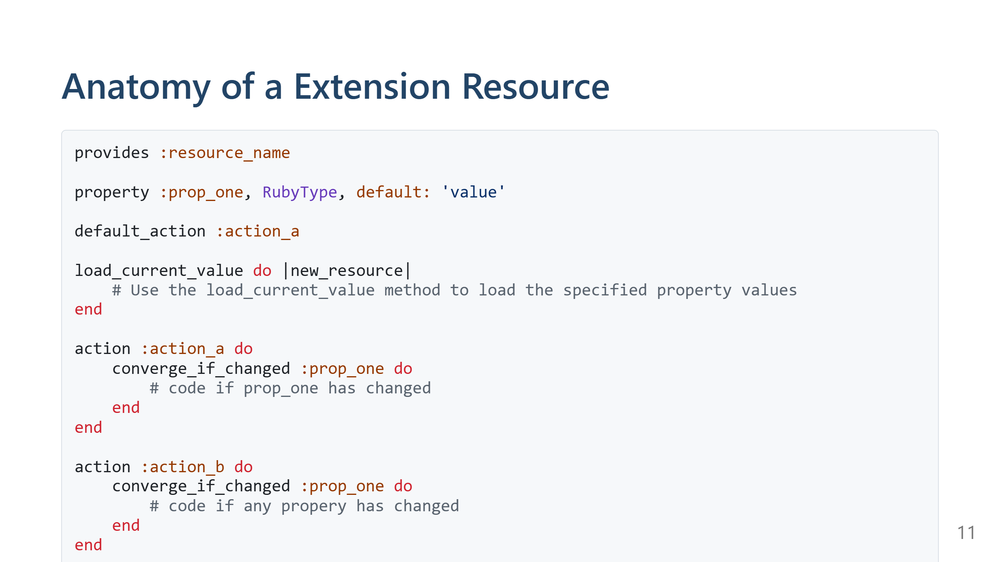 Anatomy of a Extension Resource
provides :resource_name
property :prop_one, RubyType, default: 'value'
default_action :action_a
load_current_value do |new_resource|
    # Use the load_current_value method to load the specified property values
end
action :action_a do
    converge_if_changed :prop_one do
        # code if prop_one has changed
    end
end
action :action_b do
    converge_if_changed :prop_one do
        # code if any propery has changed
    end
end
11